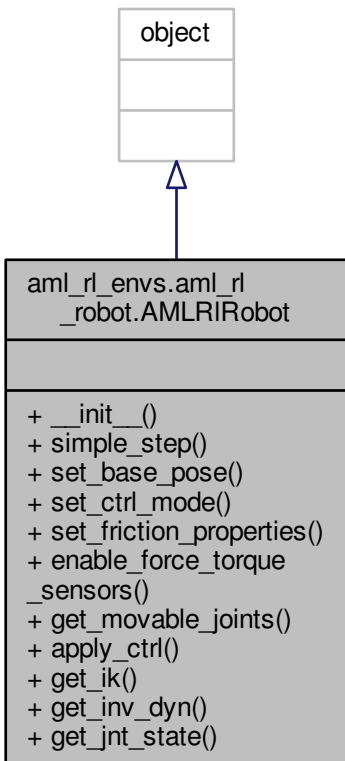 object
aml_rl_envs.aml_rl
_robot.AMLRlRobot
+ __init__()
+ simple_step()
+ set_base_pose()
+ set_ctrl_mode()
+ set_friction_properties()
+ enable_force_torque
_sensors()
+ get_movable_joints()
+ apply_ctrl()
+ get_ik()
+ get_inv_dyn()
+ get_jnt_state()